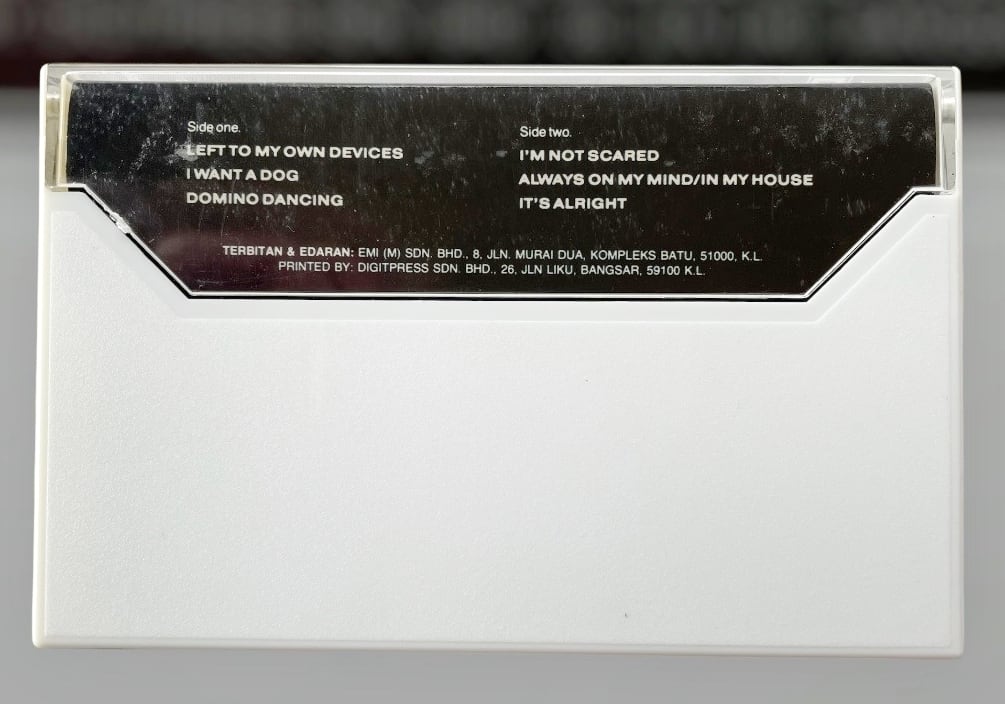 Side one.
LEFT TO MY OWN DEVICES
I WANT A DOG
DOMINO DANCING
Side two.
I'M NOT SCARED
ALWAYS ON MY MIND/IN MY HOUSE
IT'S ALRIGHT
TERBITAN & EDARAN: EMI (M) SDN. BHD., 8, JLN. MURAI DUA, KOMPLEKS BATU, 51000, K.L.
PRINTED BY: DIGITPRESS SDN. BHD., 26, JLN LIKU, BANGSAR, 59100 K.L.